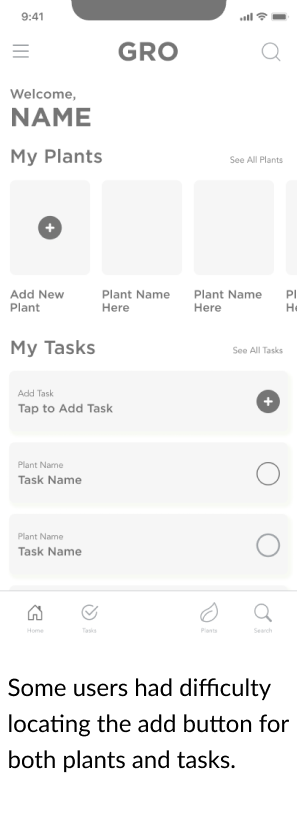 9:41
GRO
Welcome,
NAME
My Plants
See All Plants
Add New
Plant
Plant Name
Here
Plant Name
Here
Pl
He
My Tasks
See All Tasks
Add Task
Tap to Add Task
Plant Name
Task Name
Plant Name
Task Name
Home
Tasks
Plants
Search
Some users had difficulty
locating the add button for
both plants and tasks.